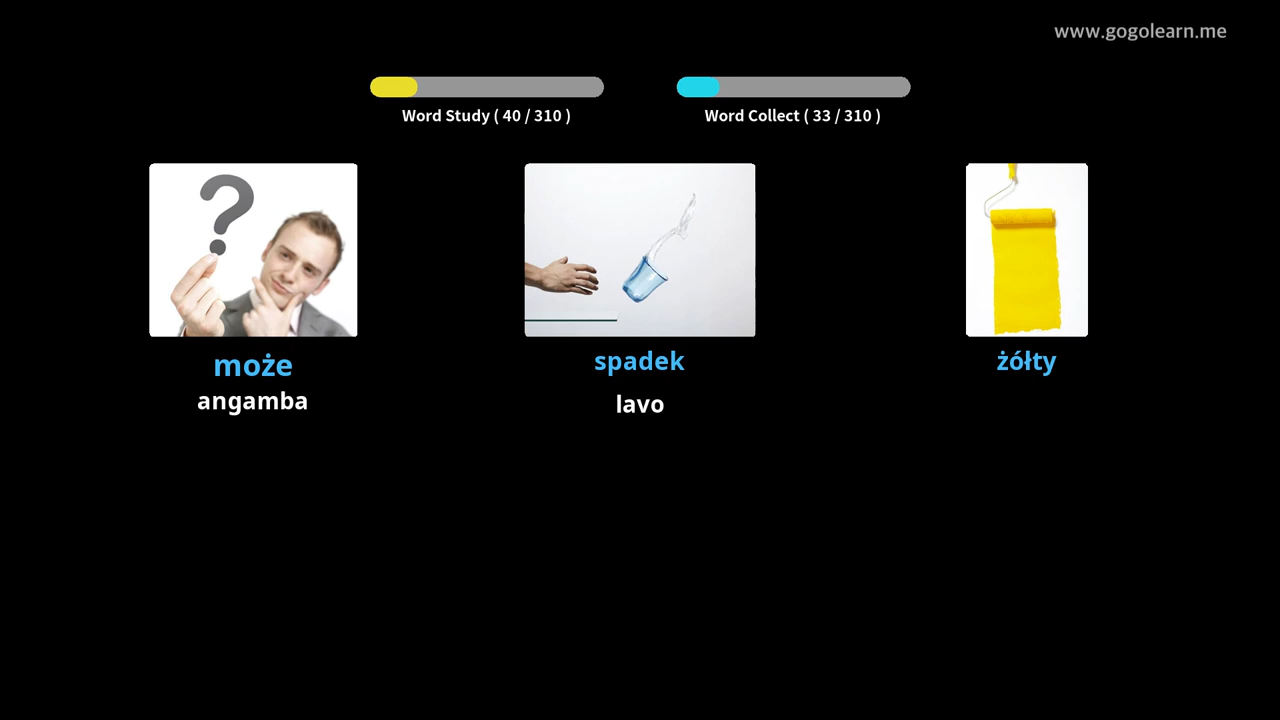 www.gogolearn.me
Word Study ( 40 / 310 )
Word Collect ( 33 / 310 )
może
angamba
spadek
lavo
żółty